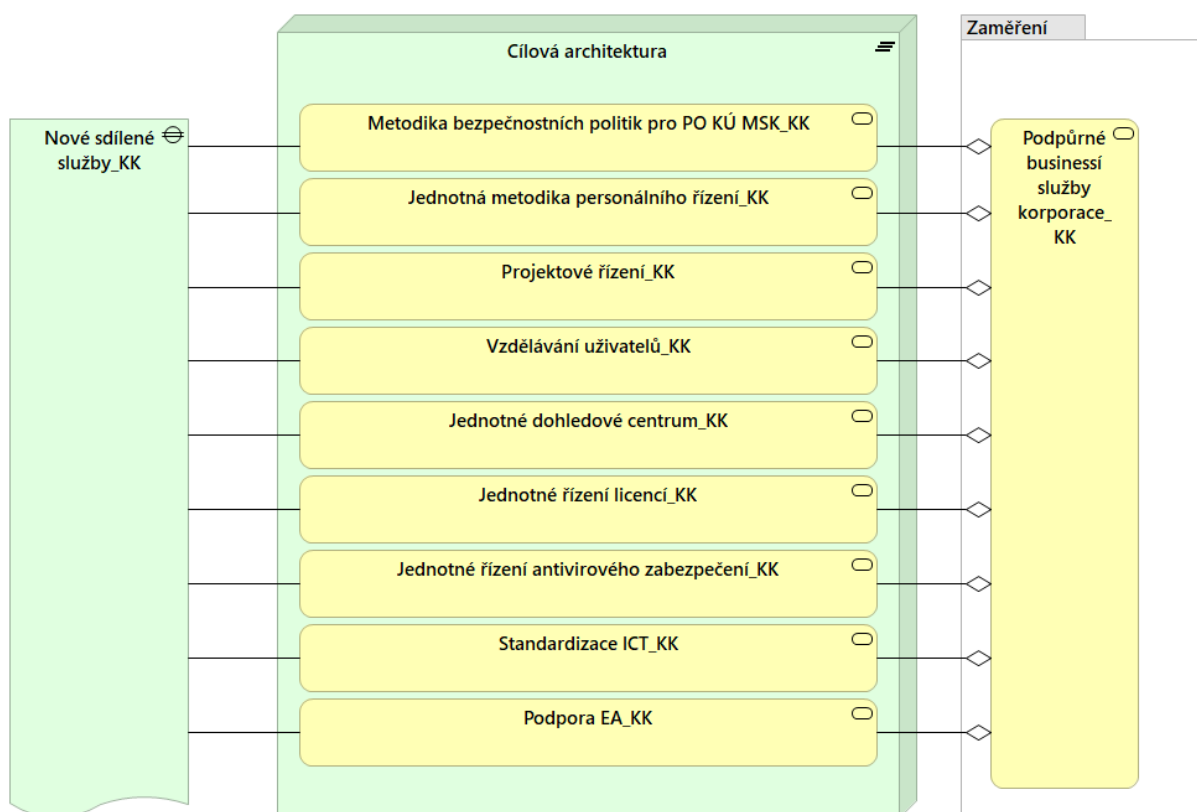 Cílová architektura
Zaměření
Nové sdílené
služby_KK
Metodika bezpečnostních politik pro PO KÚ MSK_KK
Jednotná metodika personálního řízení_KK
Projektové řízení_KK
Vzdělávání uživatelů_KK
Jednotné dohledové centrum_KK
Jednotné řízení licencí_KK
Jednotné řízení antivirového zabezpečení_KK
Standardizace ICT_KK
Podpora EA_KK
Podpůrné
businessí
služby
korporace_
KK